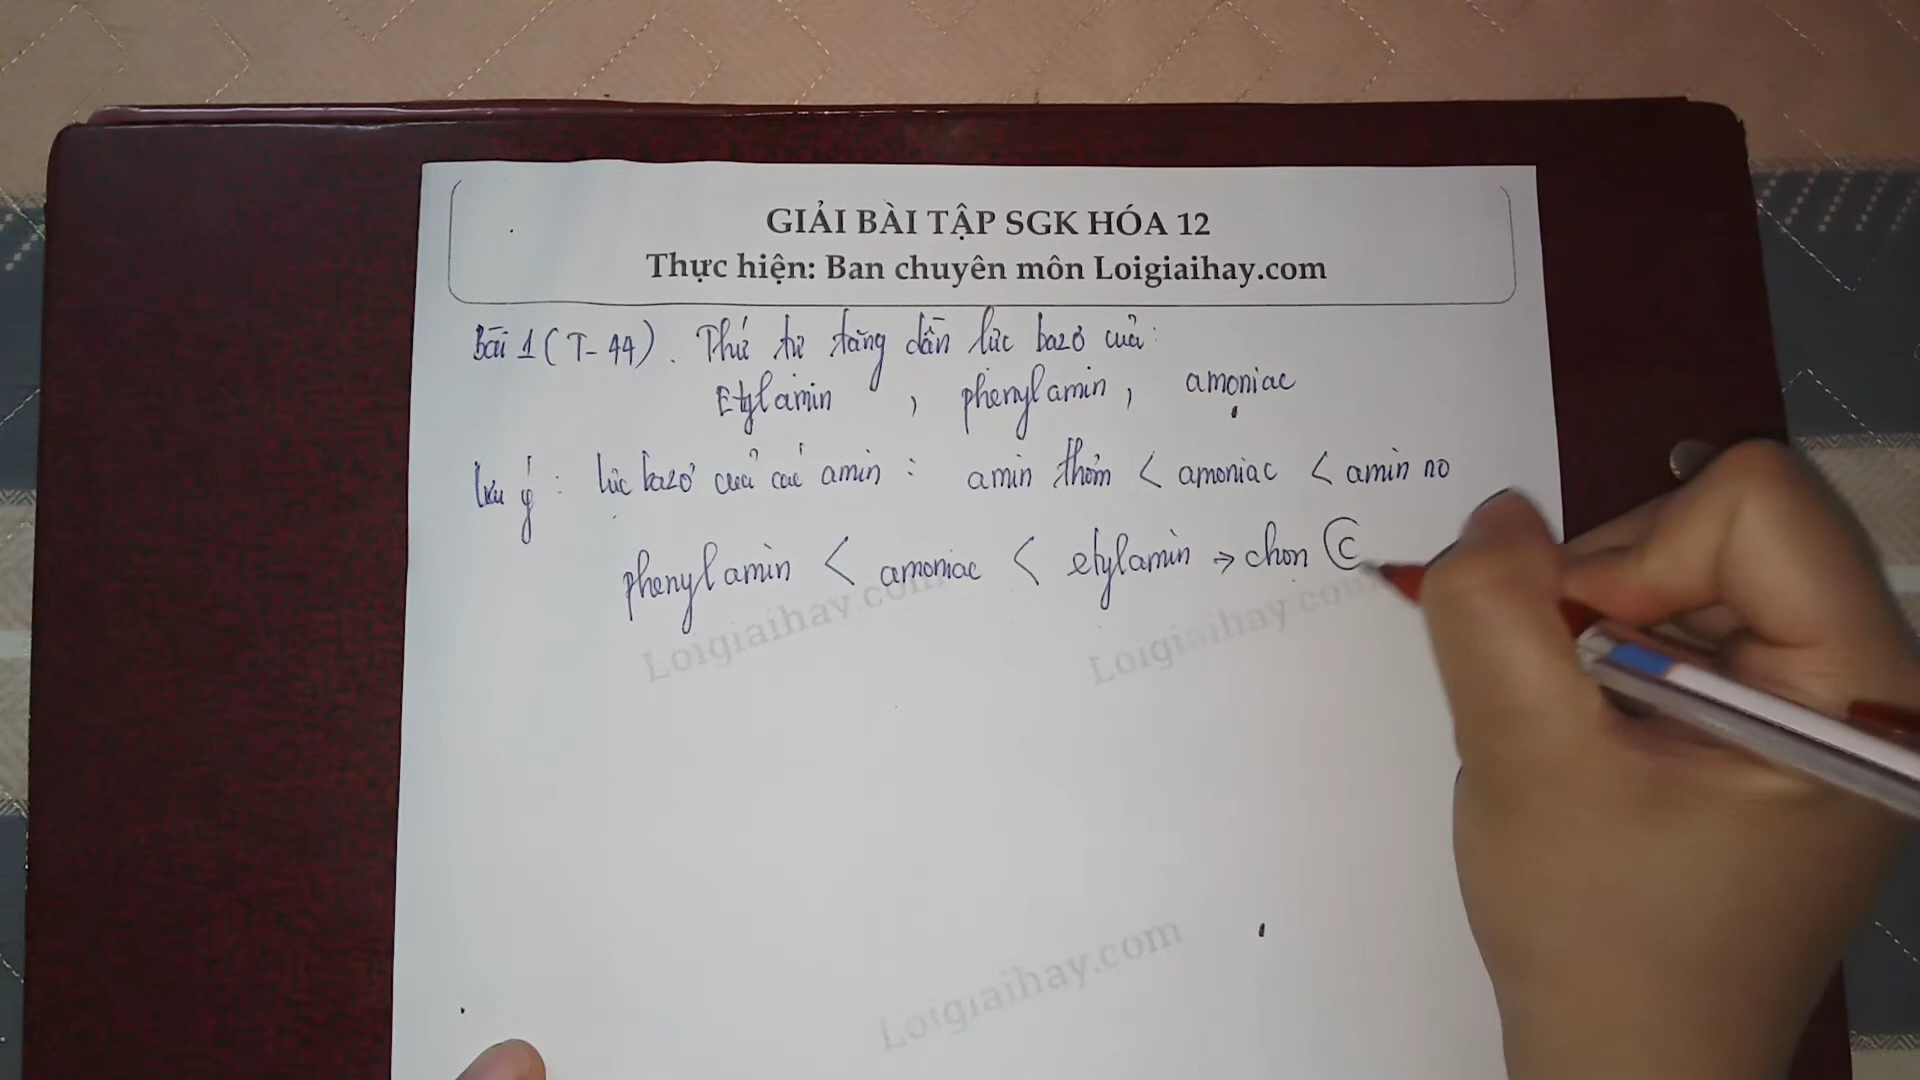 GIẢI BÀI TẬP SGK HÓA 12
Thực hiện: Ban chuyên môn Loigiaihay.com
Bài 1 (T-44). Thứ tự tăng dần lực bazơ của:
Etylamin , phenylamin , amoniac
Lưu ý : lực bazơ của các amin : amin thơm < amoniac < amin no
phenylamin < amoniac < etylamin → chọn C
Loigiaihay.com
Loigiaihay.com
Loigiaihay.com